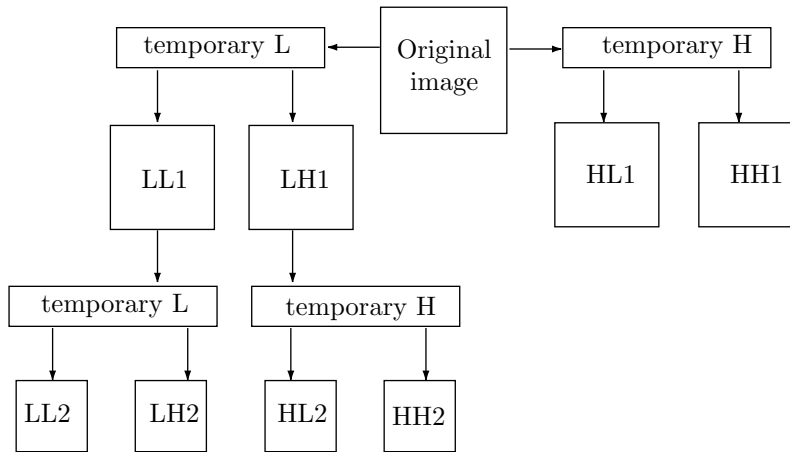 temporary L
Original
image
temporary H
LL1
LH1
HL1
HH1
temporary L
temporary H
LL2
LH2
HL2
HH2